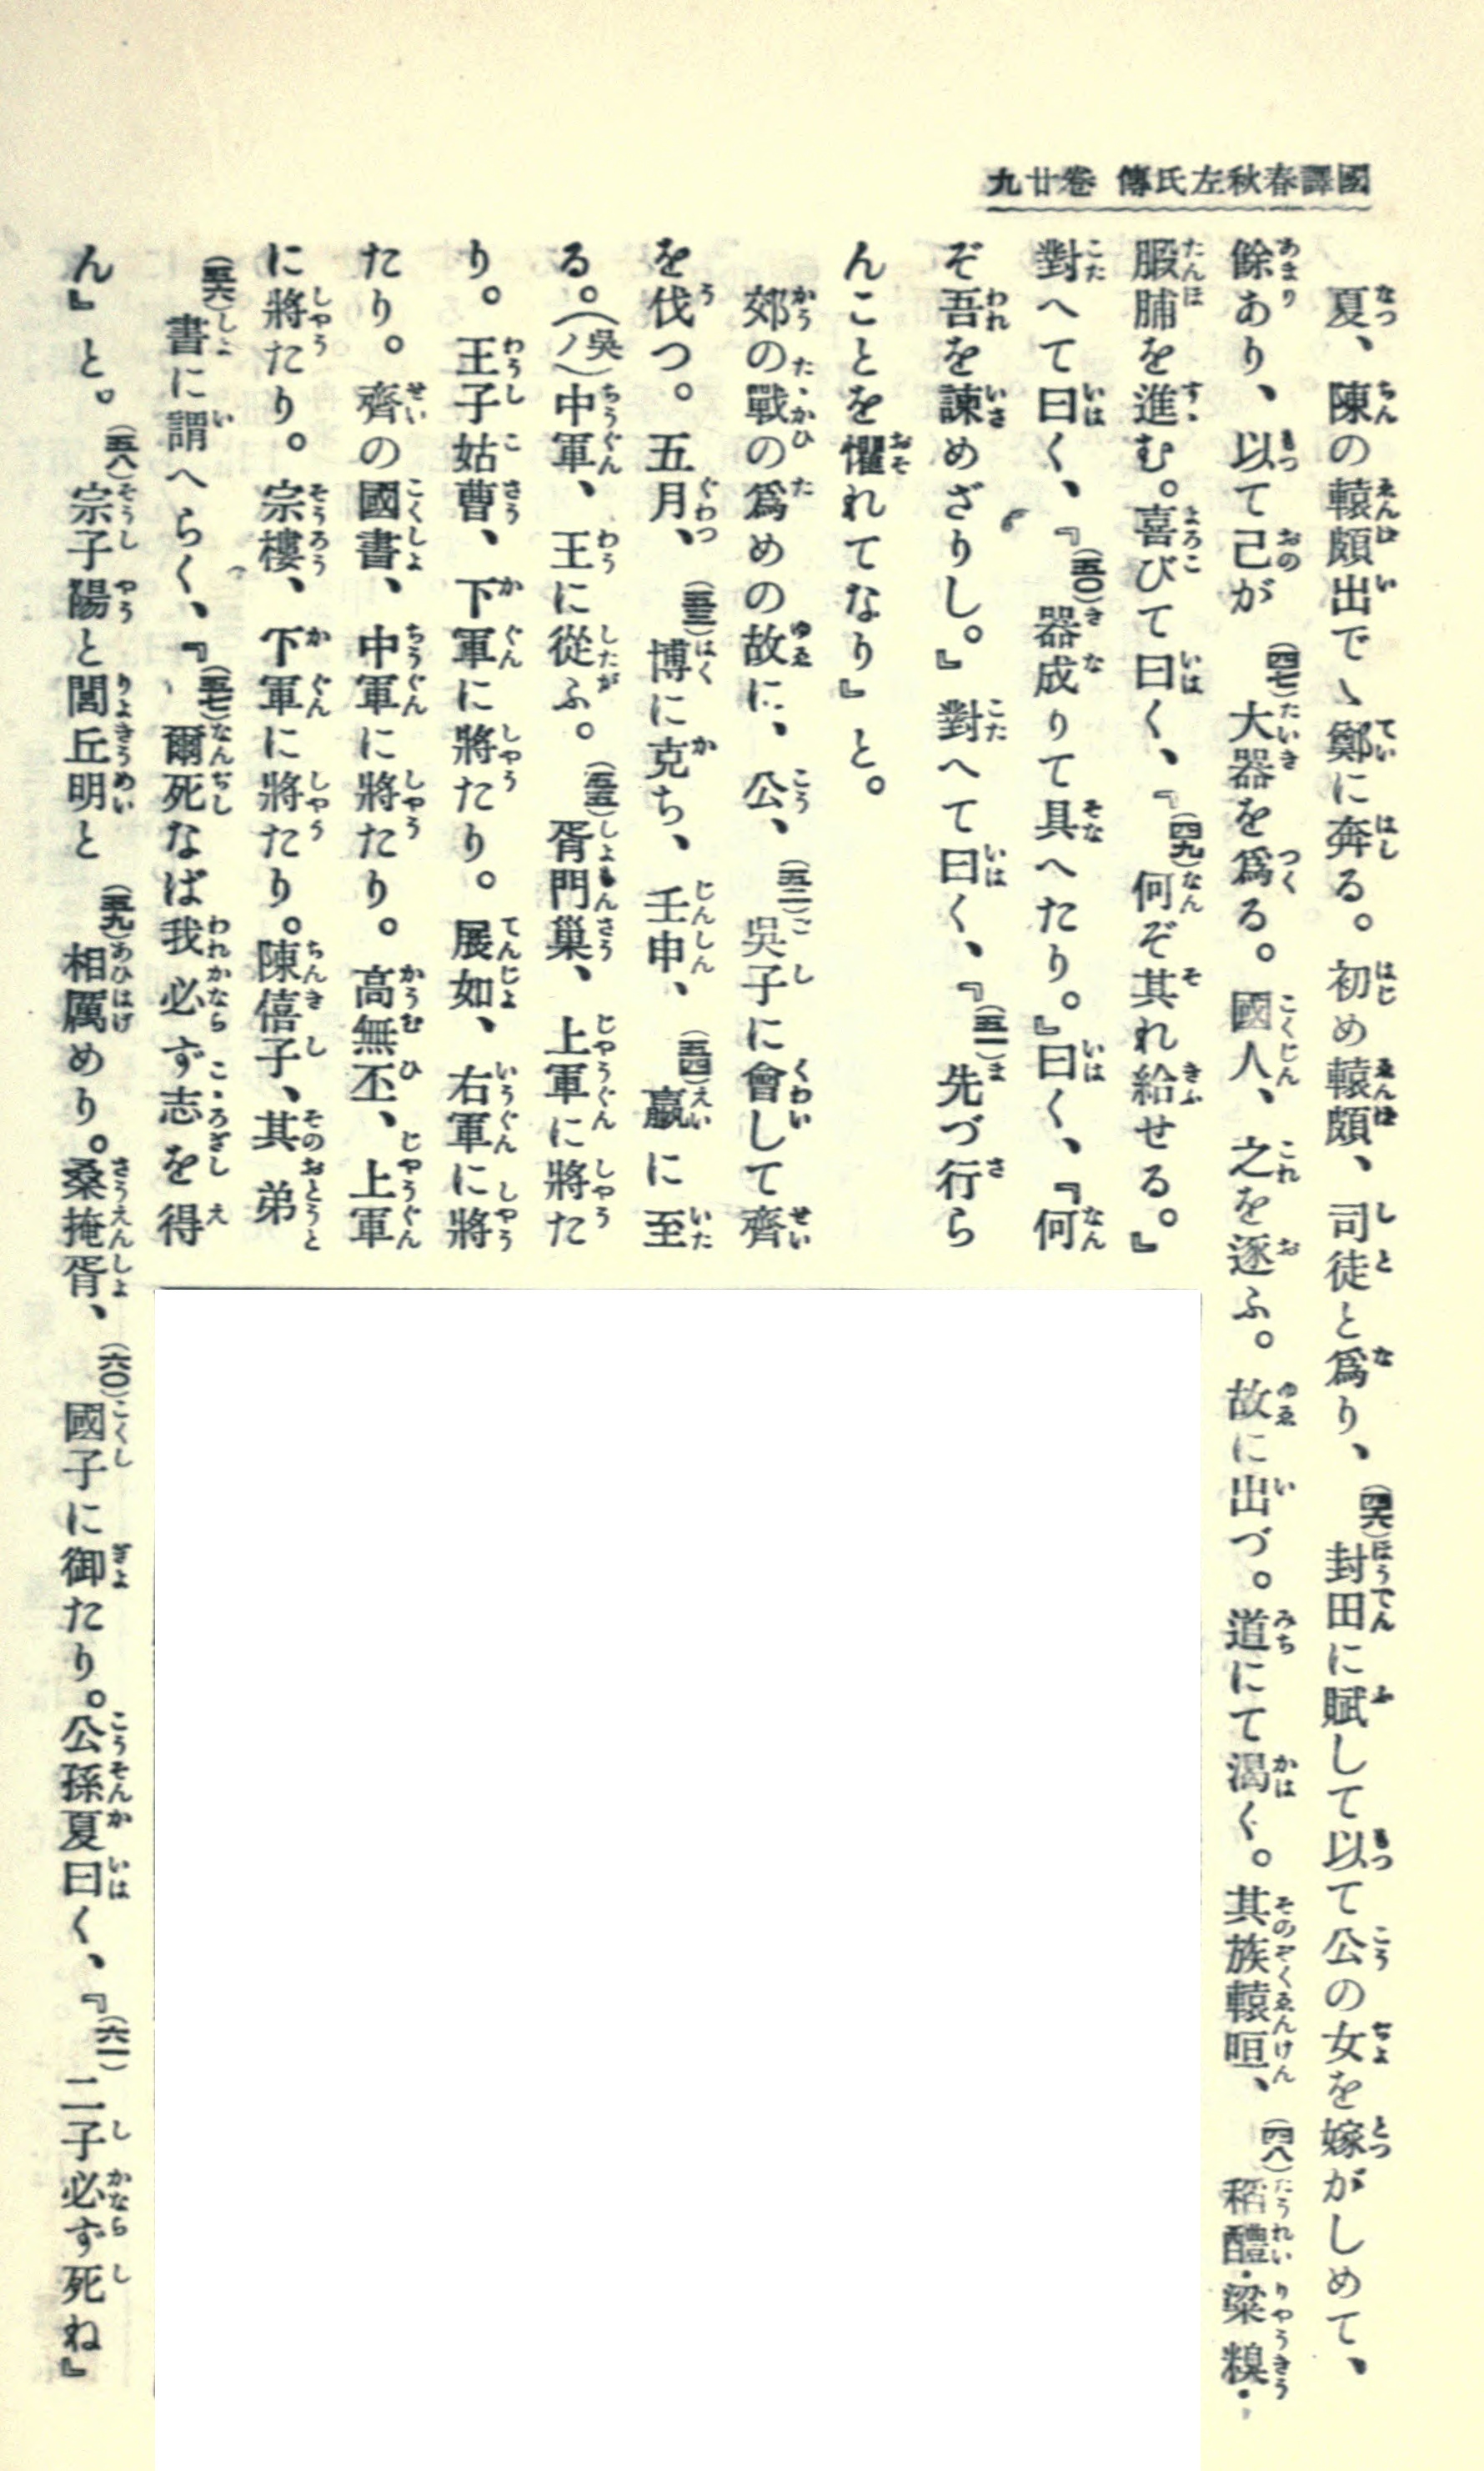 國譯春秋左氏傳 卷廿九
夏、陳の轅頗出でゝ鄭に奔る。初め轅頗、司徒と爲り、(四六)封田に賦して以て公の女を嫁がしめて、
餘あり、以て己が(四七)大器を爲る。國人、之を逐ふ。故に出づ。道にて渴く。其族轅咺、(四八)稻醴・梁糗・
腶脯を進む。喜びて曰く、『(四九)何ぞ其れ給せる。』
對へて曰く、『(五〇)器成りて具へたり。』曰く、『何
ぞ吾を諫めざりし。』對へて曰く、『(五一)先づ行ら
んことを懼れてなり』と。
郊の戰の爲めの故に、公、(五二)吳子に會して齊
を伐つ。五月、(五三)博に克ち、壬申、(五四)嬴に至
る。(吳ノ)中軍、王に從ふ。(五五)胥門巢、上軍に將た
り。王子姑曹、下軍に將たり。展如、右軍に將
たり。齊の國書、中軍に將たり。高無丕、上軍
に將たり。宗樓、下軍に將たり。陳僖子、其弟
(五六)書に謂へらく、『(五七)爾死なば我必ず志を得
ん』と。(五八)宗子陽と閭丘明と(五九)相厲めり。桑掩胥、(六〇)國子に御たり。公孫夏曰く、『(六一)二子必ず死ね』